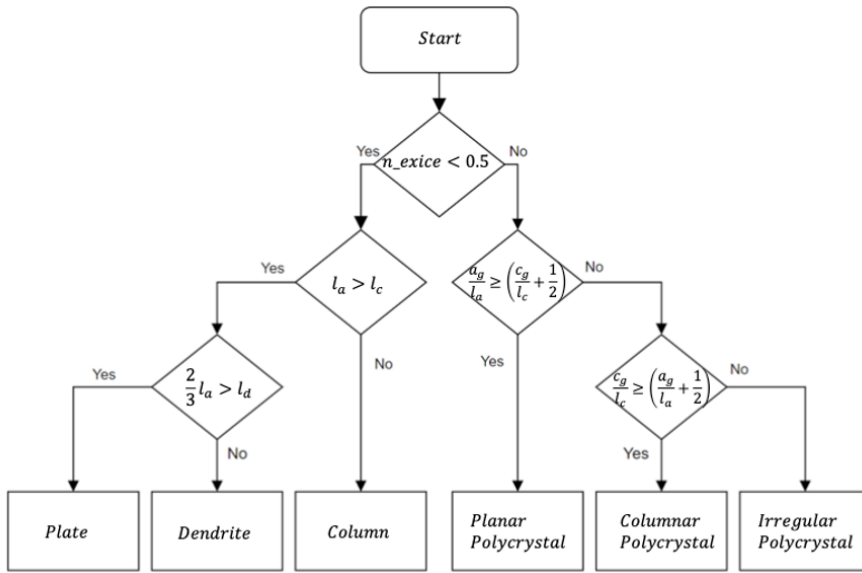 Start
Yes
n_exice < 0.5
No
Yes
l_a > l_c
a_g/l_a ≥ (c_g/l_c + 1/2)
No
Yes
2/3 l_a > l_d
No
Yes
c_g/l_c ≥ (a_g/l_a + 1/2)
No
No
Yes
Plate
Dendrite
Column
Planar
Polycrystal
Columnar
Polycrystal
Irregular
Polycrystal